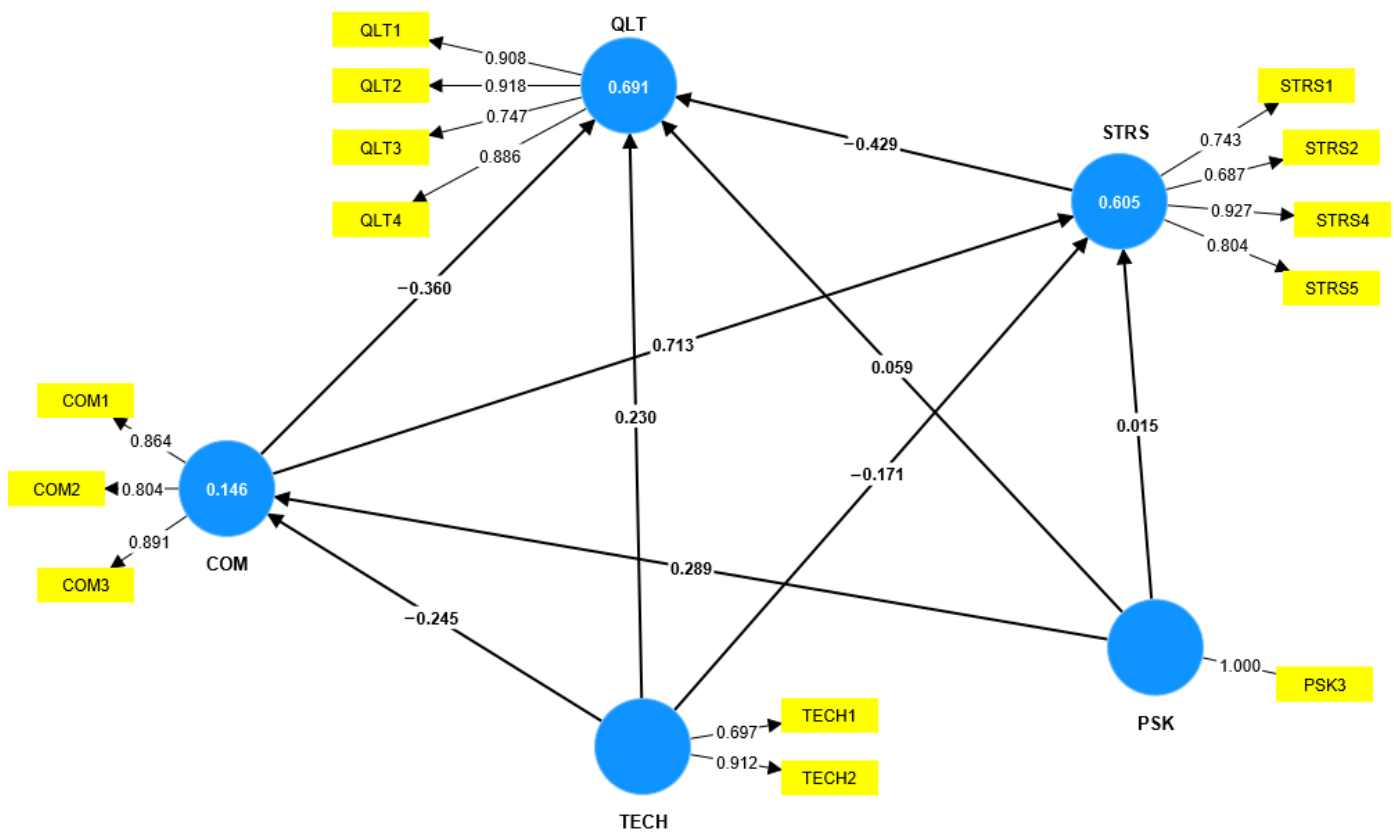 QLT
QLT1
0.908
QLT2
0.918
0.691
QLT3
0.747
QLT4
0.886
STRS
STRS1
0.743
STRS2
0.687
0.605
STRS4
0.927
STRS5
0.804
−0.429
−0.360
0.713
0.059
0.230
0.015
−0.171
COM1
0.864
COM2
0.804
0.146
COM3
0.891
COM
0.289
−0.245
TECH1
0.697
TECH2
0.912
TECH
1.000
PSK3
PSK